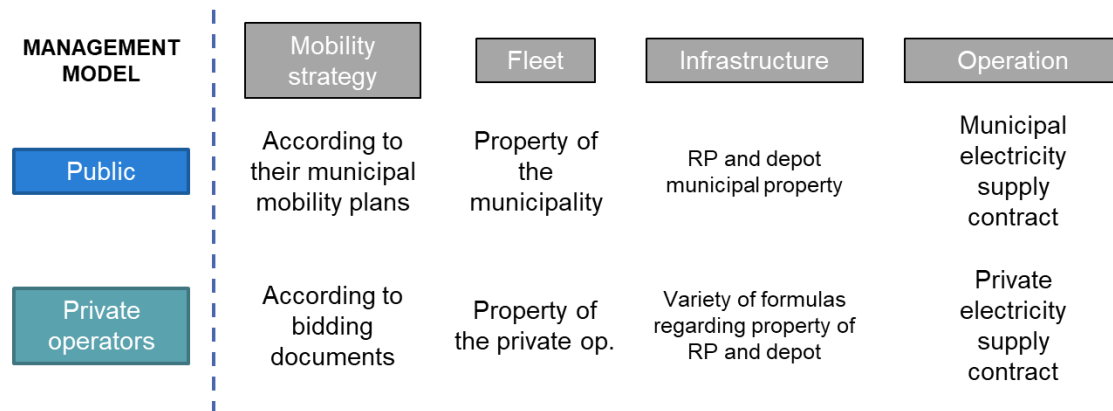 MANAGEMENT
MODEL
Mobility
strategy
Fleet
Infrastructure
Operation
Public
According to
their municipal
mobility plans
Property of
the
municipality
RP and depot
municipal property
Municipal
electricity
supply
contract
Private
operators
According to
bidding
documents
Property of
the private op.
Variety of formulas
regarding property of
RP and depot
Private
electricity
supply
contract